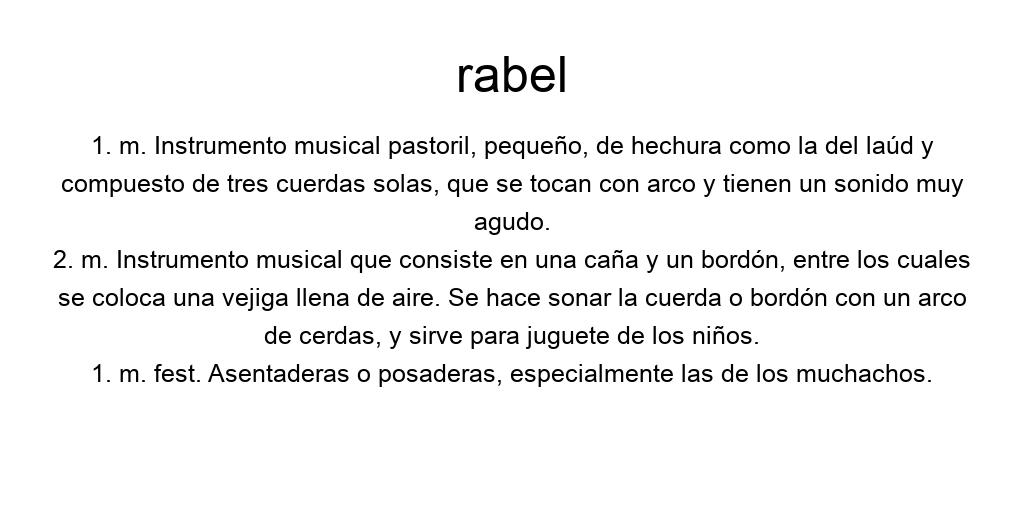 rabel
1. m. Instrumento musical pastoril, pequeño, de hechura como la del laúd y
compuesto de tres cuerdas solas, que se tocan con arco y tienen un sonido muy
agudo.
2. m. Instrumento musical que consiste en una caña y un bordón, entre los cuales
se coloca una vejiga llena de aire. Se hace sonar la cuerda o bordón con un arco
de cerdas, y sirve para juguete de los niños.
1. m. fest. Asentaderas o posaderas, especialmente las de los muchachos.